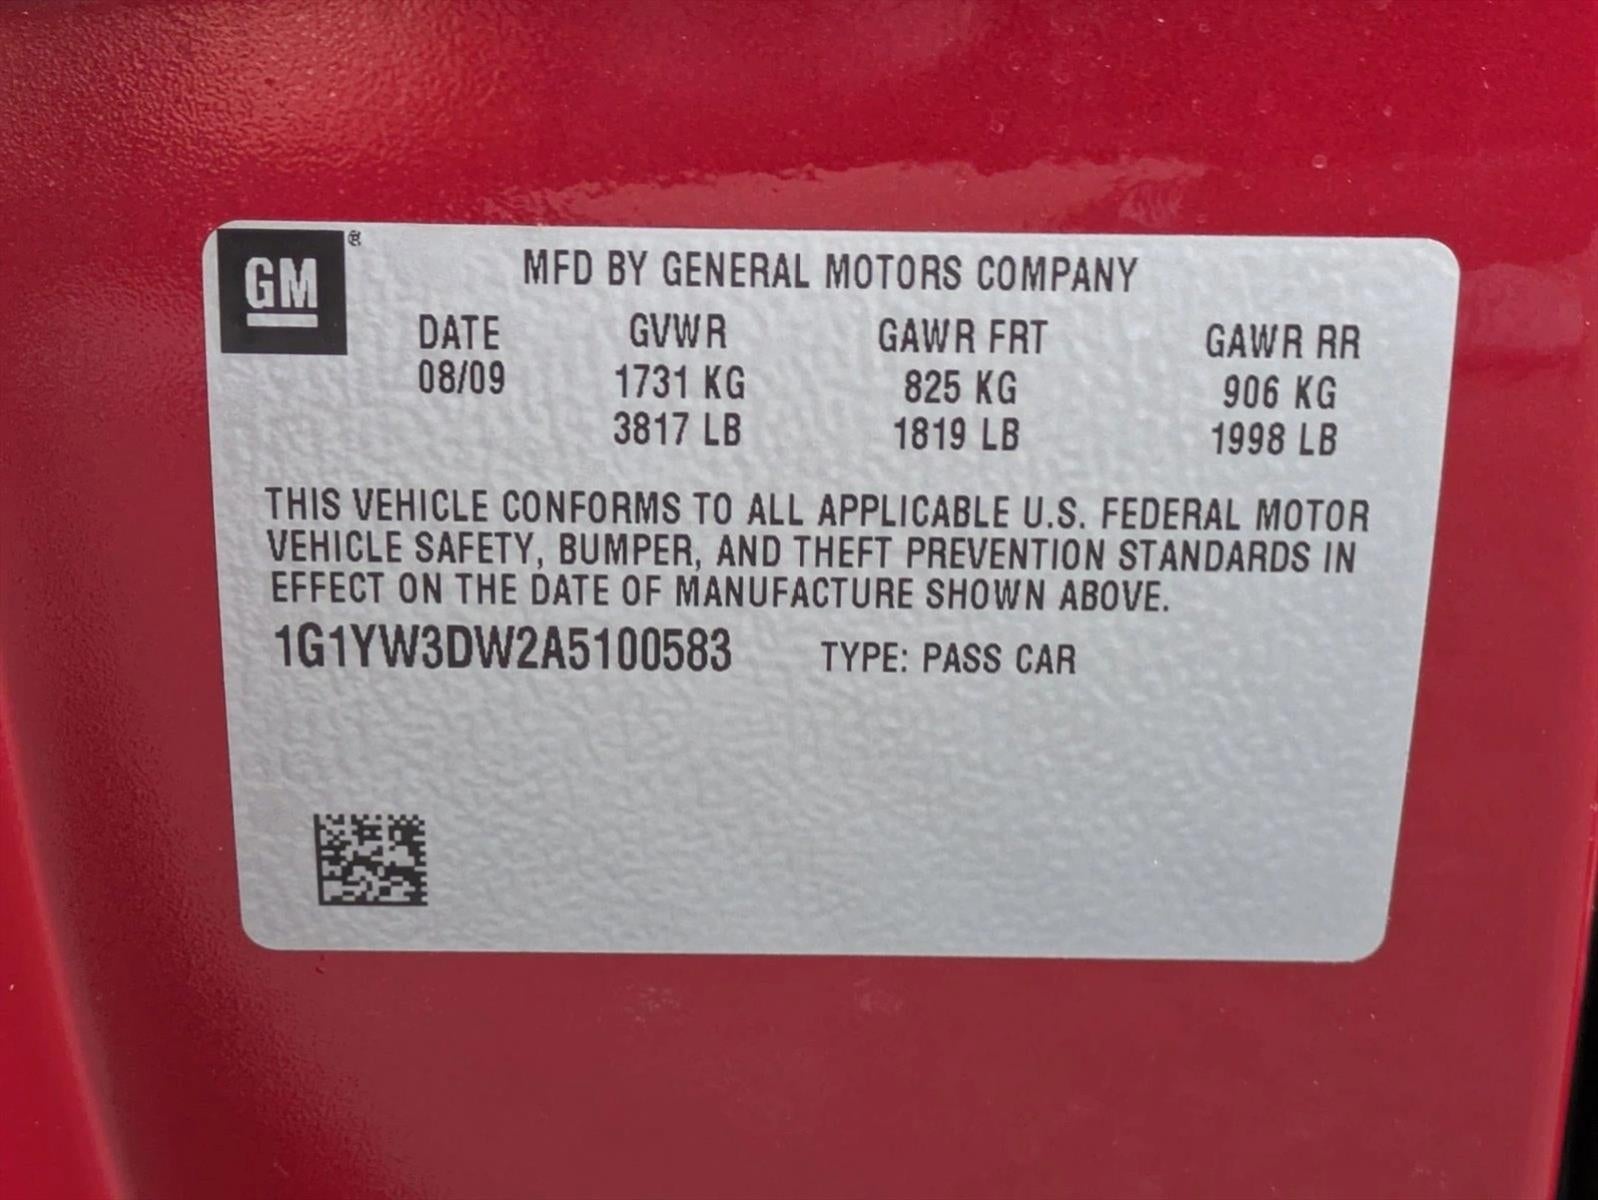 GM ®
MFD BY GENERAL MOTORS COMPANY
DATE GVWR GAWR FRT GAWR RR
08/09 1731 KG 825 KG 906 KG
3817 LB 1819 LB 1998 LB
THIS VEHICLE CONFORMS TO ALL APPLICABLE U.S. FEDERAL MOTOR
VEHICLE SAFETY, BUMPER, AND THEFT PREVENTION STANDARDS IN
EFFECT ON THE DATE OF MANUFACTURE SHOWN ABOVE.
1G1YW3DW2A5100583 TYPE: PASS CAR